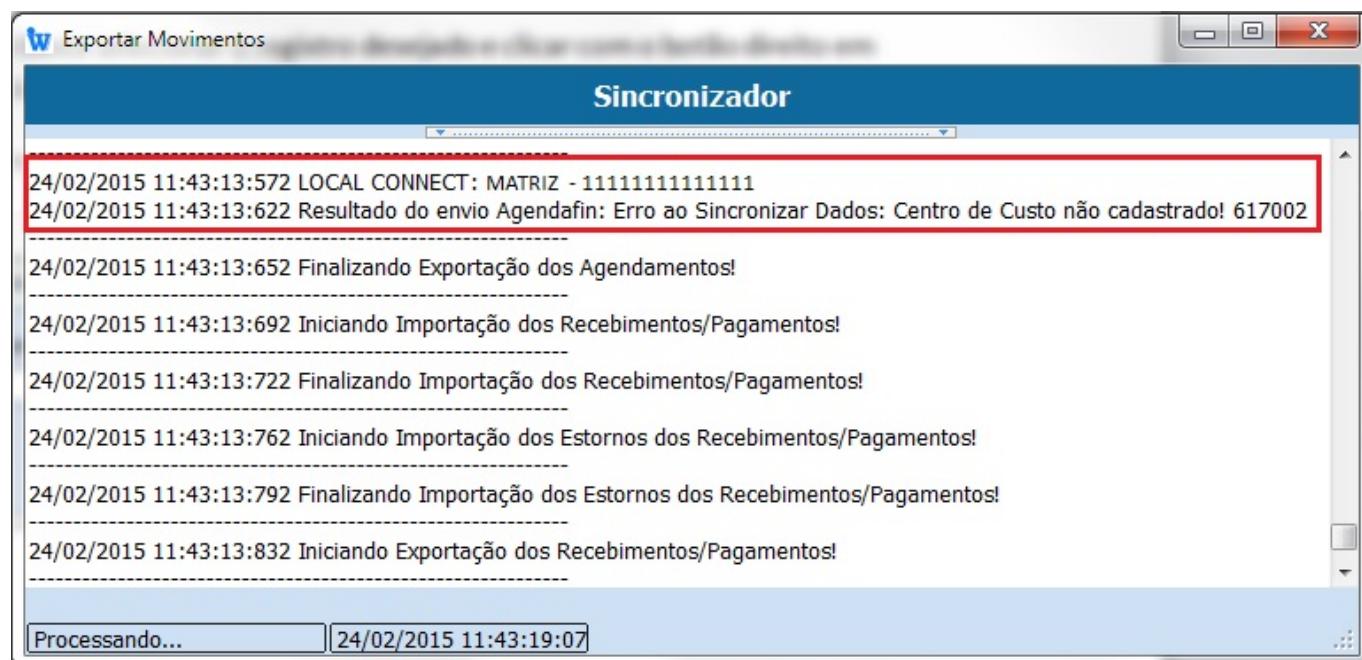 Exportar Movimentos
Sincronizador
24/02/2015 11:43:13:572 LOCAL CONNECT: MATRIZ - 11111111111111
24/02/2015 11:43:13:622 Resultado do envio Agendafin: Erro ao Sincronizar Dados: Centro de Custo não cadastrado! 617002
------------------------------------------------------------
24/02/2015 11:43:13:652 Finalizando Exportação dos Agendamentos!
------------------------------------------------------------
24/02/2015 11:43:13:692 Iniciando Importação dos Recebimentos/Pagamentos!
------------------------------------------------------------
24/02/2015 11:43:13:722 Finalizando Importação dos Recebimentos/Pagamentos!
------------------------------------------------------------
24/02/2015 11:43:13:762 Iniciando Importação dos Estornos dos Recebimentos/Pagamentos!
------------------------------------------------------------
24/02/2015 11:43:13:792 Finalizando Importação dos Estornos dos Recebimentos/Pagamentos!
------------------------------------------------------------
24/02/2015 11:43:13:832 Iniciando Exportação dos Recebimentos/Pagamentos!
------------------------------------------------------------
Processando... 24/02/2015 11:43:19:07